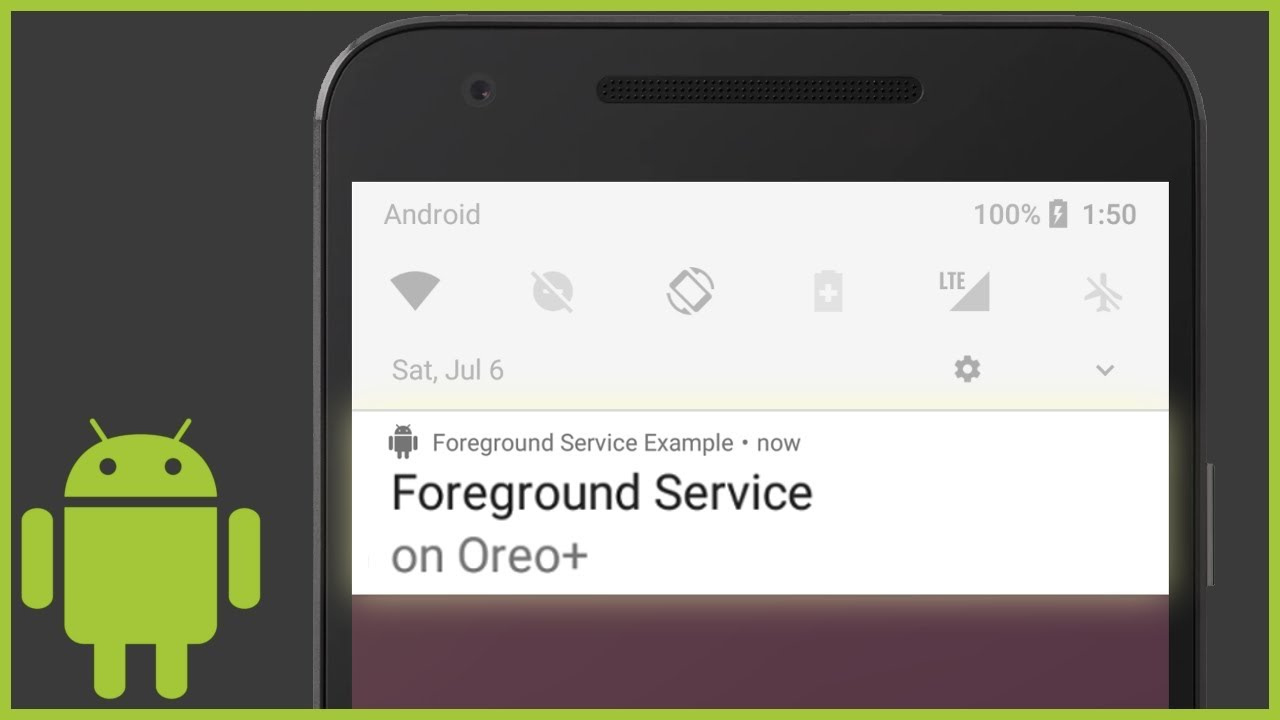 Android 100% 1:50
LTE
Sat, Jul 6
Foreground Service Example • now
Foreground Service
on Oreo+